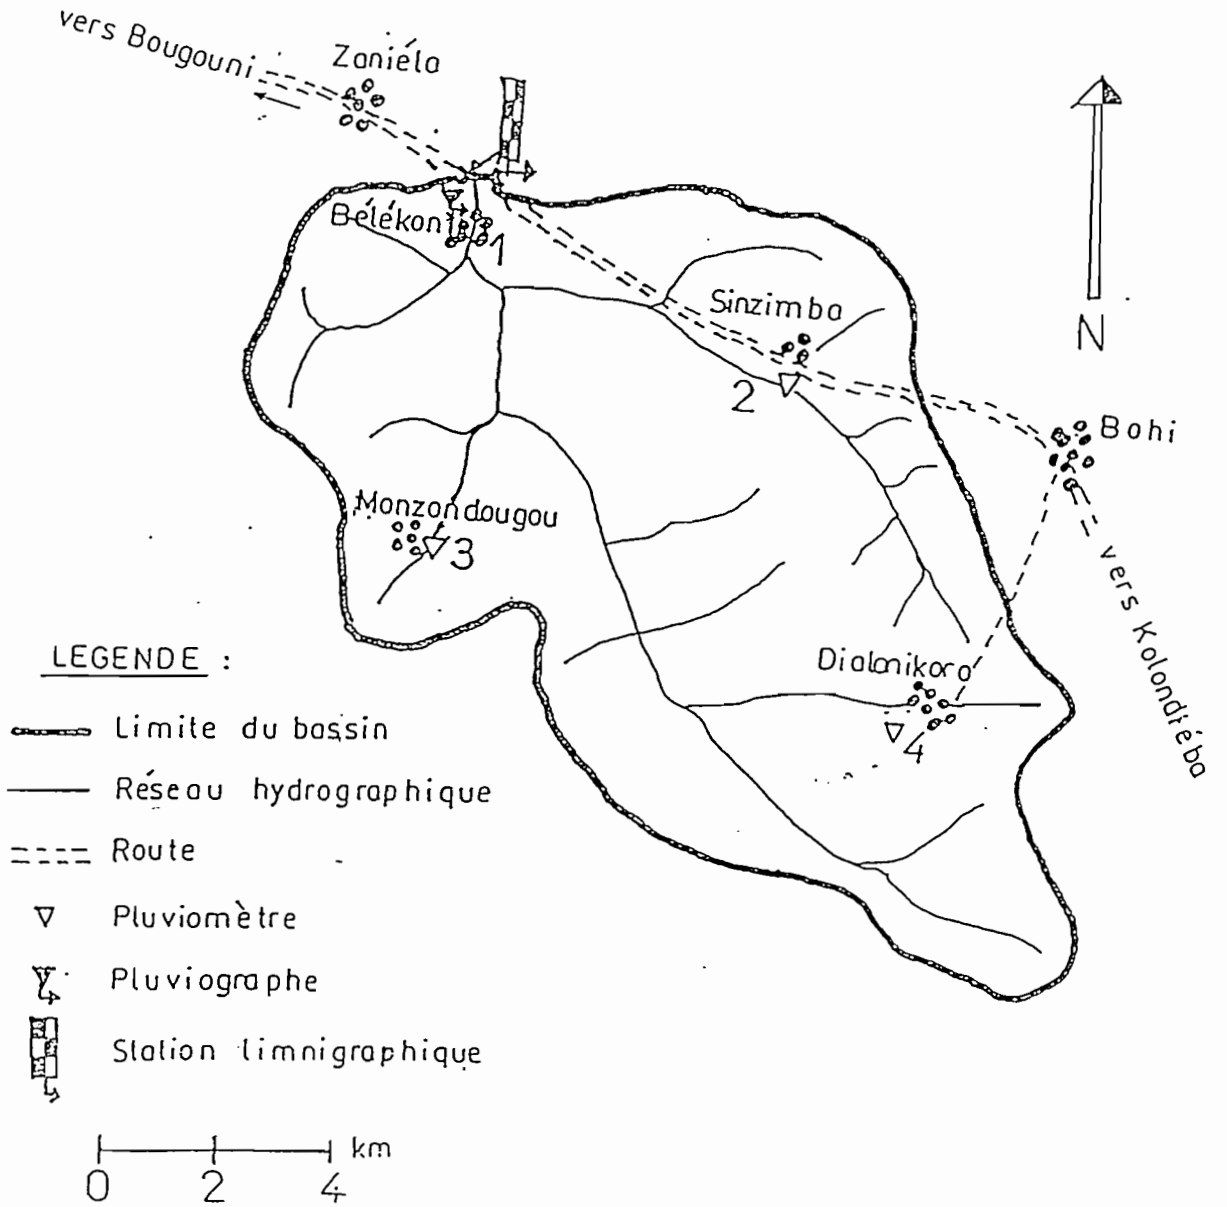 vers Bougouni
Zaniéla
Bélékoni
1
Sinzimba
N
2
Bohi
Monzondougou
3
vers Kolondiéba
Dialanikoro
4
LEGENDE :
Limite du bassin
Réseau hydrographique
Route
Pluviomètre
Pluviographe
Station limnigraphique
km
0 2 4